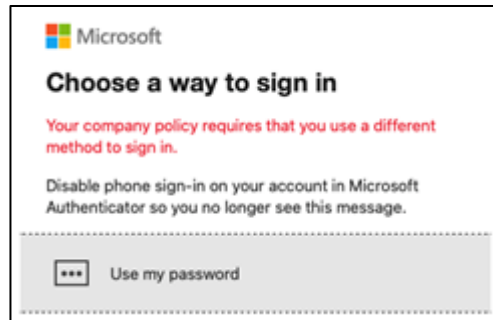 Microsoft
Choose a way to sign in
Your company policy requires that you use a different
method to sign in.
Disable phone sign-in on your account in Microsoft
Authenticator so you no longer see this message.
Use my password